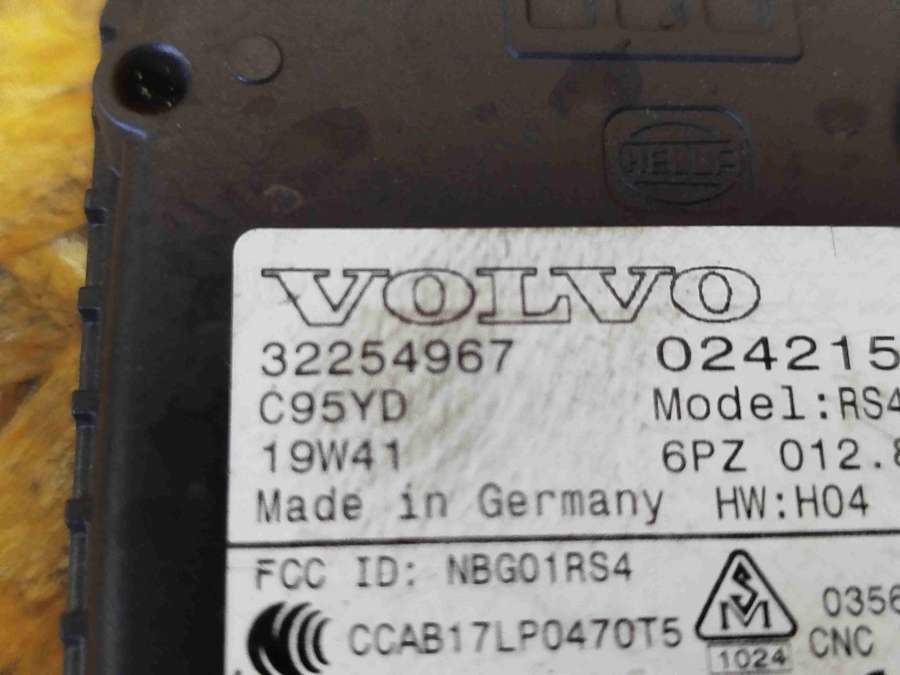 HELLA
VOLVO
32254967 024215
C95YD Model:RS4
19W41 6PZ 012.8
Made in Germany HW:H04
FCC ID: NBG01RS4
0356
CCAB17LP0470T5 CNC
1024